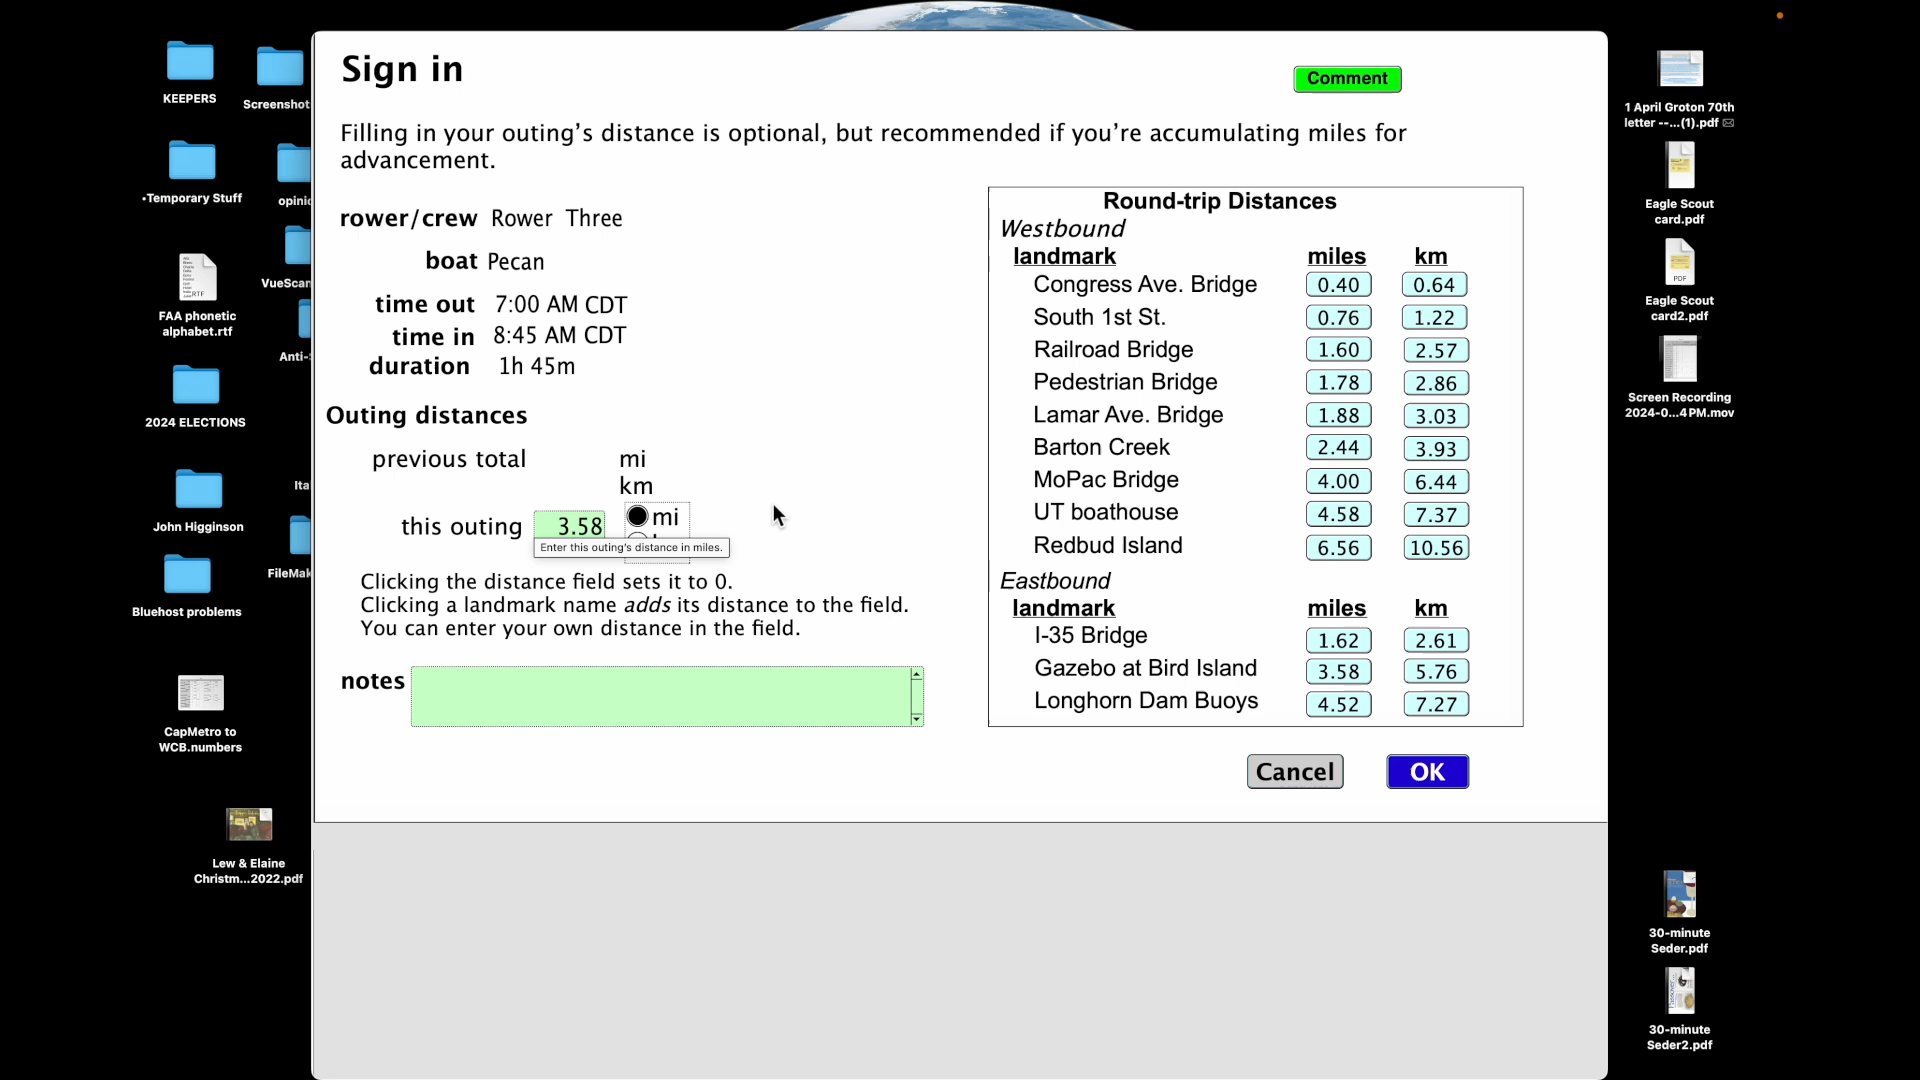 Sign in
Comment
Filling in your outing’s distance is optional, but recommended if you’re accumulating miles for
advancement.
rower/crew Rower Three
boat Pecan
time out 7:00 AM CDT
time in 8:45 AM CDT
duration 1h 45m
Outing distances
previous total mi
km
this outing 3.58 mi
Enter this outing's distance in miles.
Clicking the distance field sets it to 0.
Clicking a landmark name adds its distance to the field.
You can enter your own distance in the field.
notes
Round-trip Distances
Westbound
landmark miles km
Congress Ave. Bridge 0.40 0.64
South 1st St. 0.76 1.22
Railroad Bridge 1.60 2.57
Pedestrian Bridge 1.78 2.86
Lamar Ave. Bridge 1.88 3.03
Barton Creek 2.44 3.93
MoPac Bridge 4.00 6.44
UT boathouse 4.58 7.37
Redbud Island 6.56 10.56
Eastbound
landmark miles km
I-35 Bridge 1.62 2.61
Gazebo at Bird Island 3.58 5.76
Longhorn Dam Buoys 4.52 7.27
Cancel OK
KEEPERS
Screenshot
•Temporary Stuff
opinic
FAA phonetic
alphabet.rtf
RTF
VueScan
Anti-
2024 ELECTIONS
Ita
John Higginson
FileMak
Bluehost problems
CapMetro to
WCB.numbers
Lew & Elaine
Christm...2022.pdf
1 April Groton 70th
letter --...(1).pdf
Eagle Scout
card.pdf
PDF
Eagle Scout
card2.pdf
Screen Recording
2024-0...4 PM.mov
30-minute
Seder.pdf
30-minute
Seder2.pdf